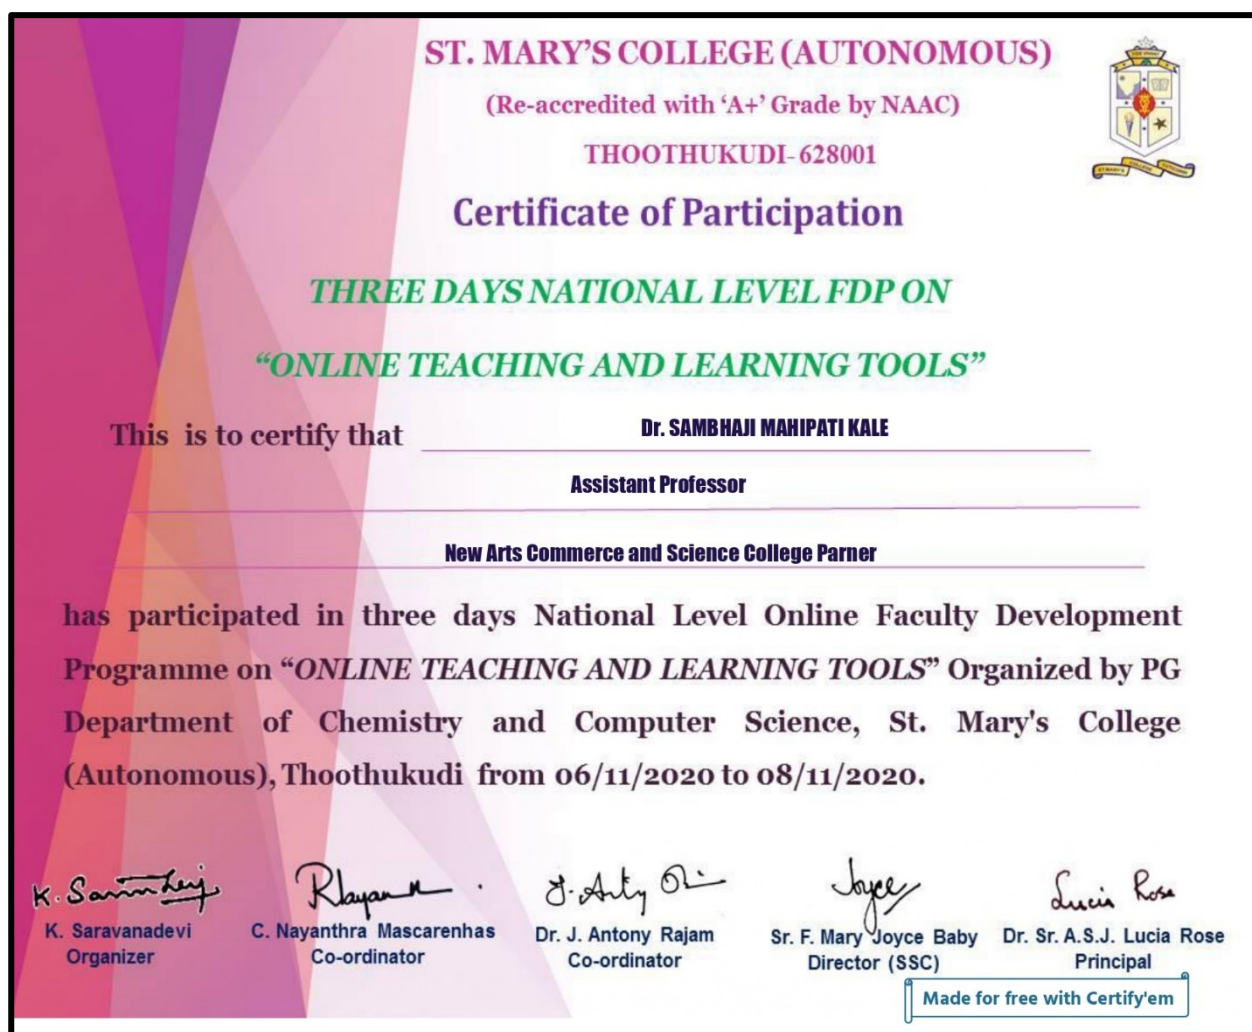 ST. MARY'S COLLEGE (AUTONOMOUS)
(Re-accredited with ‘A+’ Grade by NAAC)
THOOTHUKUDI- 628001
Certificate of Participation
THREE DAYS NATIONAL LEVEL FDP ON
“ONLINE TEACHING AND LEARNING TOOLS”
This is to certify that Dr. SAMBHAJI MAHIPATI KALE
Assistant Professor
New Arts Commerce and Science College Parner
has participated in three days National Level Online Faculty Development
Programme on “ONLINE TEACHING AND LEARNING TOOLS” Organized by PG
Department of Chemistry and Computer Science, St. Mary's College
(Autonomous), Thoothukudi from 06/11/2020 to 08/11/2020.
Joyce
Lucia Rose
K. Saravanadevi
Organizer
C. Nayanthra Mascarenhas
Co-ordinator
Dr. J. Antony Rajam
Co-ordinator
Sr. F. Mary Joyce Baby
Director (SSC)
Dr. Sr. A.S.J. Lucia Rose
Principal
Made for free with Certify'em